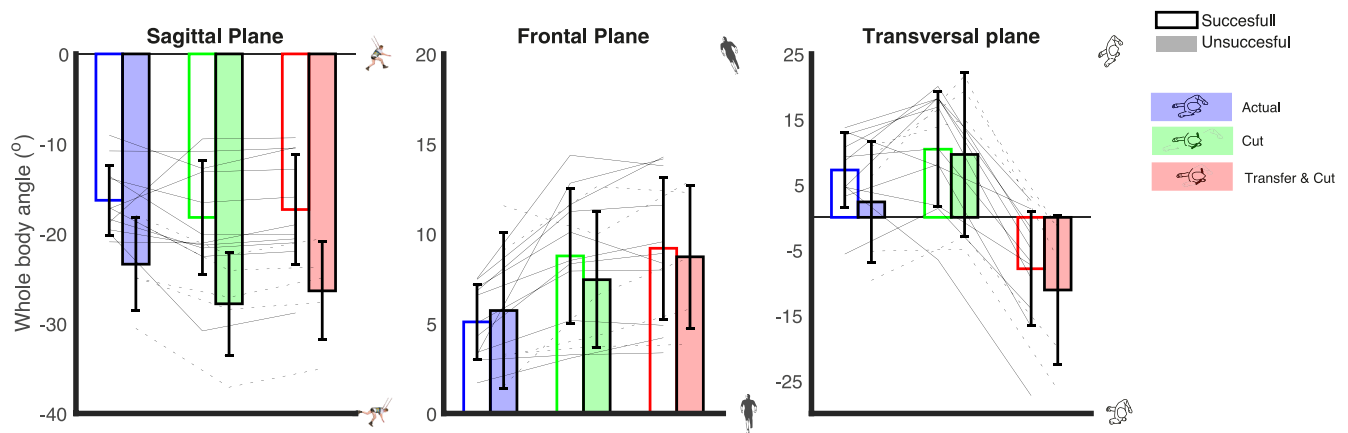 Sagittal Plane
Frontal Plane
Transversal plane
Succesfull
Unsuccesful
Actual
Cut
Transfer & Cut
Whole body angle (°)
0
-10
-20
-30
-40
20
15
10
5
0
25
15
5
-5
-15
-25